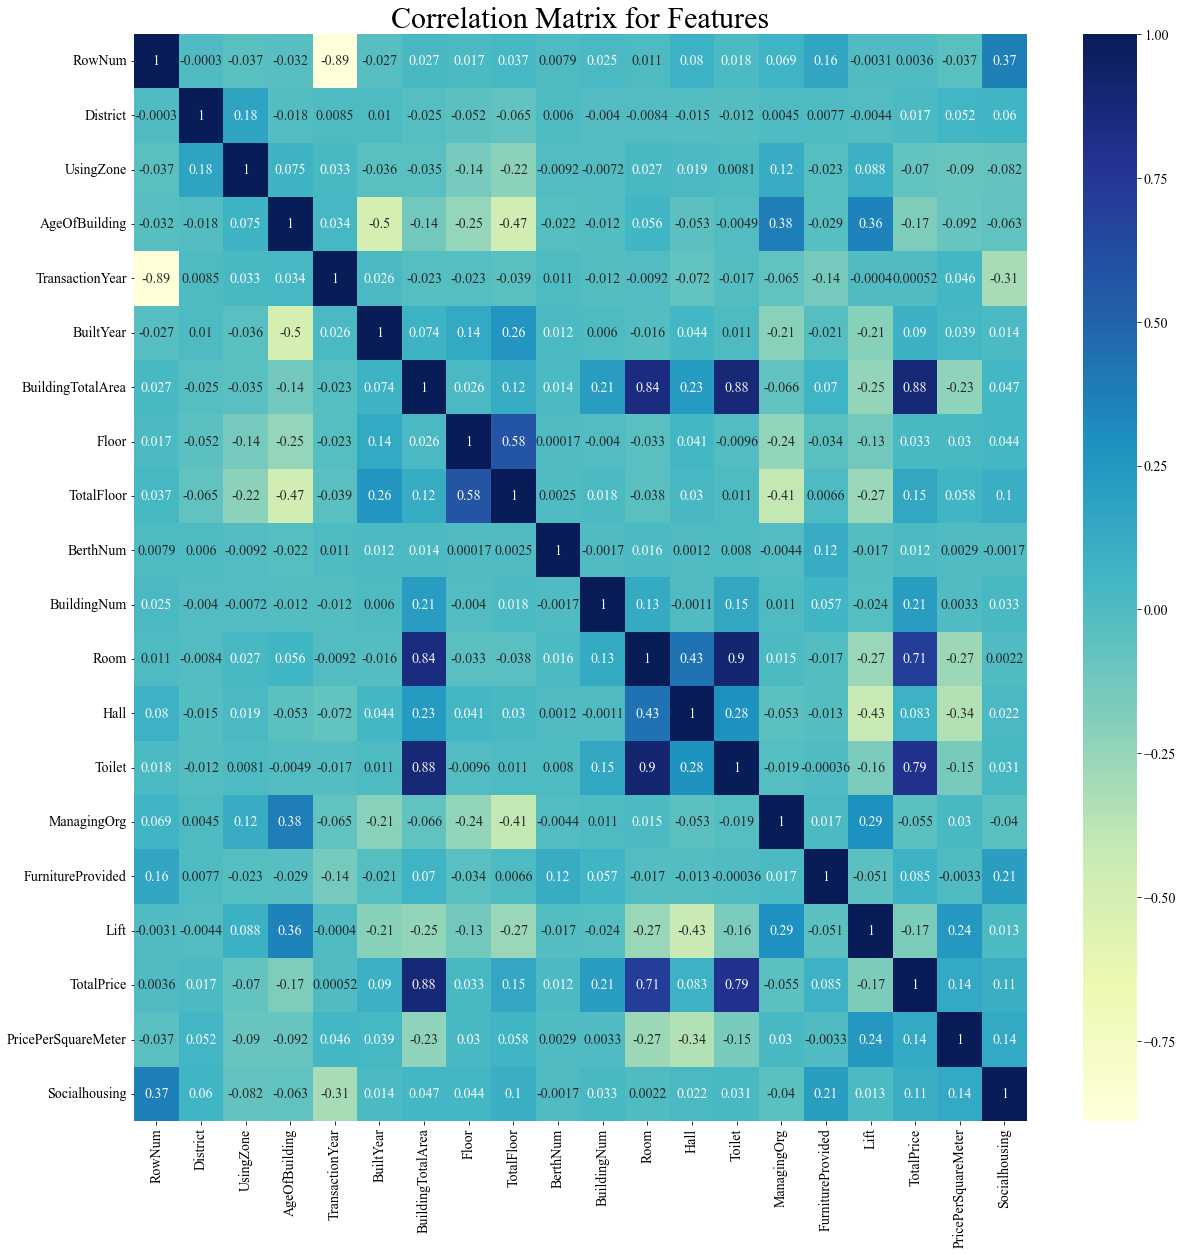 Correlation Matrix for Features
RowNum 1 -0.0003 -0.037 -0.032 -0.89 -0.027 0.027 0.017 0.037 0.0079 0.025 0.011 0.08 0.018 0.069 0.16 -0.0031 0.0036 -0.037 0.37
District -0.0003 1 0.18 -0.018 0.0085 0.01 -0.025 -0.052 -0.065 0.006 -0.004 -0.0084 -0.015 -0.012 0.0045 0.0077 -0.0044 0.017 0.052 0.06
UsingZone -0.037 0.18 1 0.075 0.033 -0.036 -0.035 -0.14 -0.22 -0.0092 -0.0072 0.027 0.019 0.0081 0.12 -0.023 0.088 -0.07 -0.09 -0.082
AgeOfBuilding -0.032 -0.018 0.075 1 0.034 -0.5 -0.14 -0.25 -0.47 -0.022 -0.012 0.056 -0.053 -0.0049 0.38 -0.029 0.36 -0.17 -0.092 -0.063
TransactionYear -0.89 0.0085 0.033 0.034 1 0.026 -0.023 -0.023 -0.039 0.011 -0.012 -0.0092 -0.072 -0.017 -0.065 -0.14 -0.0004 0.00052 0.046 -0.31
BuiltYear -0.027 0.01 -0.036 -0.5 0.026 1 0.074 0.14 0.26 0.012 0.006 -0.016 0.044 0.011 -0.21 -0.021 -0.21 0.09 0.039 0.014
BuildingTotalArea 0.027 -0.025 -0.035 -0.14 -0.023 0.074 1 0.026 0.12 0.014 0.21 0.84 0.23 0.88 -0.066 0.07 -0.25 0.88 -0.23 0.047
Floor 0.017 -0.052 -0.14 -0.25 -0.023 0.14 0.026 1 0.58 0.00017 -0.004 -0.033 0.041 -0.0096 -0.24 -0.034 -0.13 0.033 0.03 0.044
TotalFloor 0.037 -0.065 -0.22 -0.47 -0.039 0.26 0.12 0.58 1 0.0025 0.018 -0.038 0.03 0.011 -0.41 0.0066 -0.27 0.15 0.058 0.1
BerthNum 0.0079 0.006 -0.0092 -0.022 0.011 0.012 0.014 0.00017 0.0025 1 -0.0017 0.016 0.0012 0.008 -0.0044 0.12 -0.017 0.012 0.0029 -0.0017
BuildingNum 0.025 -0.004 -0.0072 -0.012 -0.012 0.006 0.21 -0.004 0.018 -0.0017 1 0.13 -0.0011 0.15 0.011 0.057 -0.024 0.21 0.0033 0.033
Room 0.011 -0.0084 0.027 0.056 -0.0092 -0.016 0.84 -0.033 -0.038 0.016 0.13 1 0.43 0.9 0.015 -0.017 -0.27 0.71 -0.27 0.0022
Hall 0.08 -0.015 0.019 -0.053 -0.072 0.044 0.23 0.041 0.03 0.0012 -0.0011 0.43 1 0.28 -0.053 -0.013 -0.43 0.083 -0.34 0.022
Toilet 0.018 -0.012 0.0081 -0.0049 -0.017 0.011 0.88 -0.0096 0.011 0.008 0.15 0.9 0.28 1 -0.019 -0.00036 -0.16 0.79 -0.15 0.031
ManagingOrg 0.069 0.0045 0.12 0.38 -0.065 -0.21 -0.066 -0.24 -0.41 -0.0044 0.011 0.015 -0.053 -0.019 1 0.017 0.29 -0.055 0.03 -0.04
FurnitureProvided 0.16 0.0077 -0.023 -0.029 -0.14 -0.021 0.07 -0.034 0.0066 0.12 0.057 -0.017 -0.013 -0.00036 0.017 1 -0.051 0.085 -0.0033 0.21
Lift -0.0031 -0.0044 0.088 0.36 -0.0004 -0.21 -0.25 -0.13 -0.27 -0.017 -0.024 -0.27 -0.43 -0.16 0.29 -0.051 1 -0.17 0.24 0.013
TotalPrice 0.0036 0.017 -0.07 -0.17 0.00052 0.09 0.88 0.033 0.15 0.012 0.21 0.71 0.083 0.79 -0.055 0.085 -0.17 1 0.14 0.11
PricePerSquareMeter -0.037 0.052 -0.09 -0.092 0.046 0.039 -0.23 0.03 0.058 0.0029 0.0033 -0.27 -0.34 -0.15 0.03 -0.0033 0.24 0.14 1 0.14
Socialhousing 0.37 0.06 -0.082 -0.063 -0.31 0.014 0.047 0.044 0.1 -0.0017 0.033 0.0022 0.022 0.031 -0.04 0.21 0.013 0.11 0.14 1
RowNum
District
UsingZone
AgeOfBuilding
TransactionYear
BuiltYear
BuildingTotalArea
Floor
TotalFloor
BerthNum
BuildingNum
Room
Hall
Toilet
ManagingOrg
FurnitureProvided
Lift
TotalPrice
PricePerSquareMeter
Socialhousing
1.00
0.75
0.50
0.25
0.00
−0.25
−0.50
−0.75